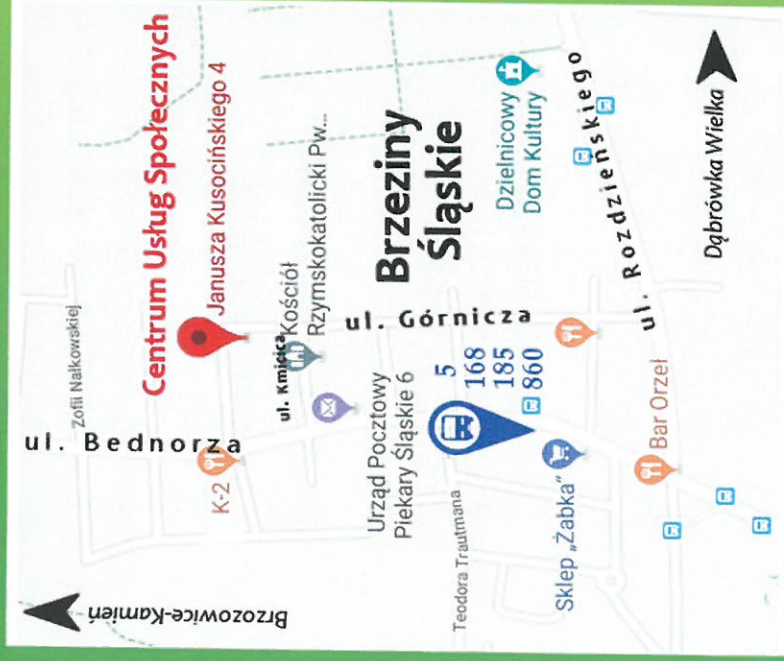 Centrum Usług Społecznych
Janusza Kusocińskiego 4
Zofii Nałkowskiej
ul. Bednorza
K-2
ul. Kmicica
Kościół
Rzymskokatolicki Pw...
Urząd Pocztowy
Piekary Śląskie 6
ul. Górnicza
Brzeziny
Śląskie
5
168
185
860
Teodora Trautmana
Sklep „Żabka”
Bar Orzeł
Dzielnicowy
Dom Kultury
ul. Rozdzieńskiego
Brzozowice-Kamień
Dąbrówka Wielka